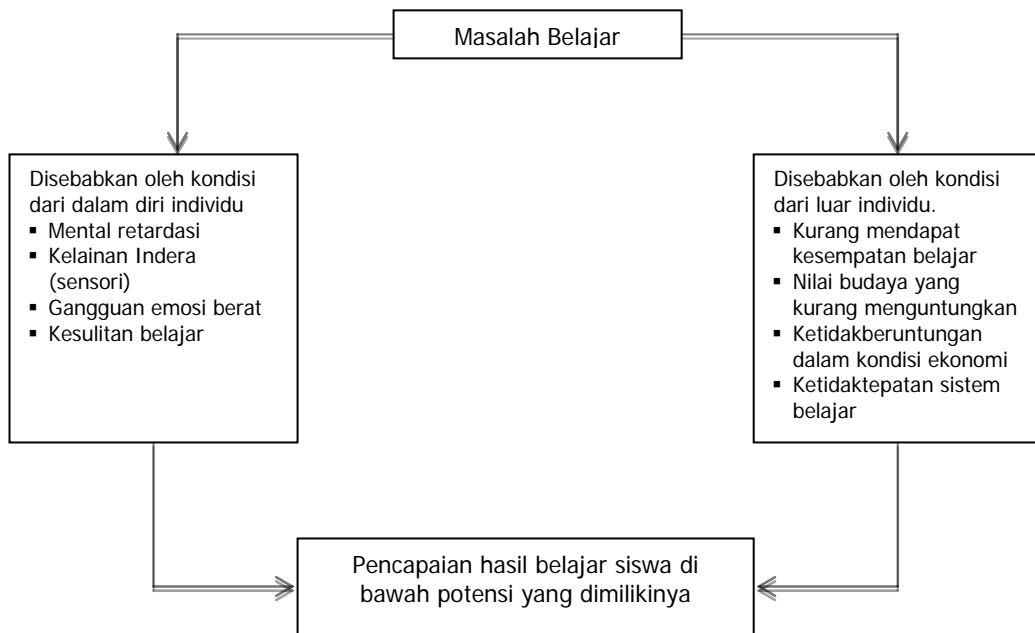 Masalah Belajar
Disebabkan oleh kondisi
dari dalam diri individu
▪ Mental retardasi
▪ Kelainan Indera
(sensori)
▪ Gangguan emosi berat
▪ Kesulitan belajar
Disebabkan oleh kondisi
dari luar individu.
▪ Kurang mendapat
kesempatan belajar
▪ Nilai budaya yang
kurang menguntungkan
▪ Ketidakberuntungan
dalam kondisi ekonomi
▪ Ketidaktepatan sistem
belajar
Pencapaian hasil belajar siswa di
bawah potensi yang dimilikinya